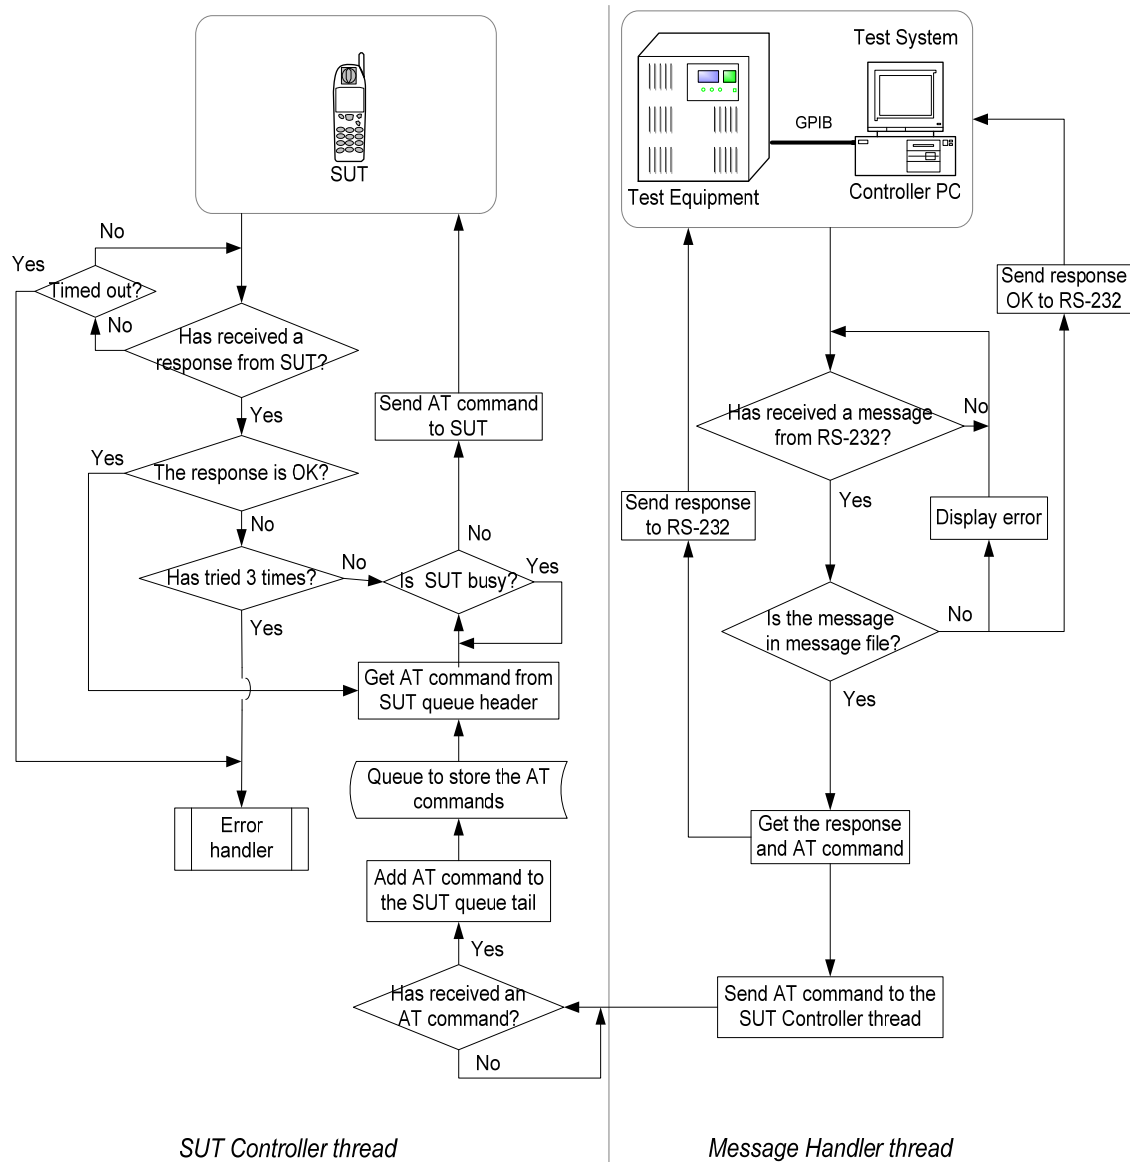 SUT
No
Yes
Timed out?
No
Has received a
response from SUT?
Yes
Yes
The response is OK?
No
Has tried 3 times?
No
Yes
Send AT command
to SUT
No
Is SUT busy?
Yes
Get AT command from
SUT queue header
Queue to store the AT
commands
Error
handler
Add AT command to
the SUT queue tail
Yes
Has received an
AT command?
No
SUT Controller thread
Test System
GPIB
Test Equipment
Controller PC
Send response
OK to RS-232
Has received a message
from RS-232?
No
Yes
Send response
to RS-232
Display error
Is the message
in message file?
No
Yes
Get the response
and AT command
Send AT command to the
SUT Controller thread
Message Handler thread